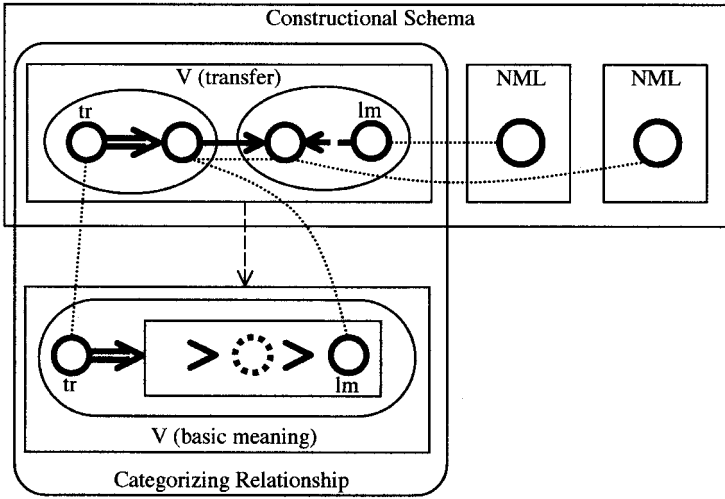 Constructional Schema
V (transfer)
NML
NML
tr
lm
tr
lm
V (basic meaning)
Categorizing Relationship